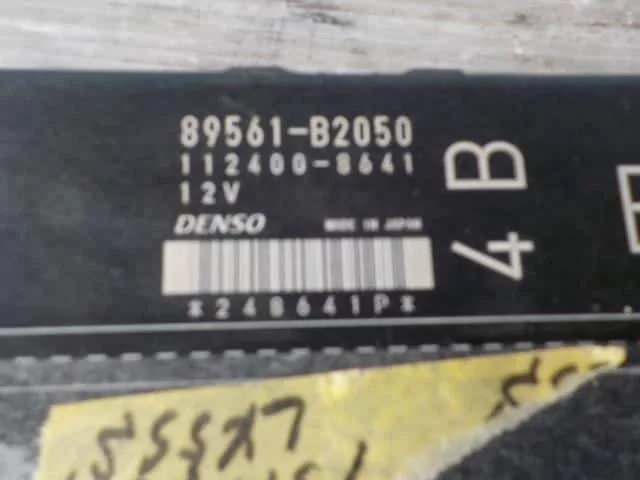 89561-B2050
112400-8641
12V
DENSO MADE IN JAPAN
*248641P*
4B